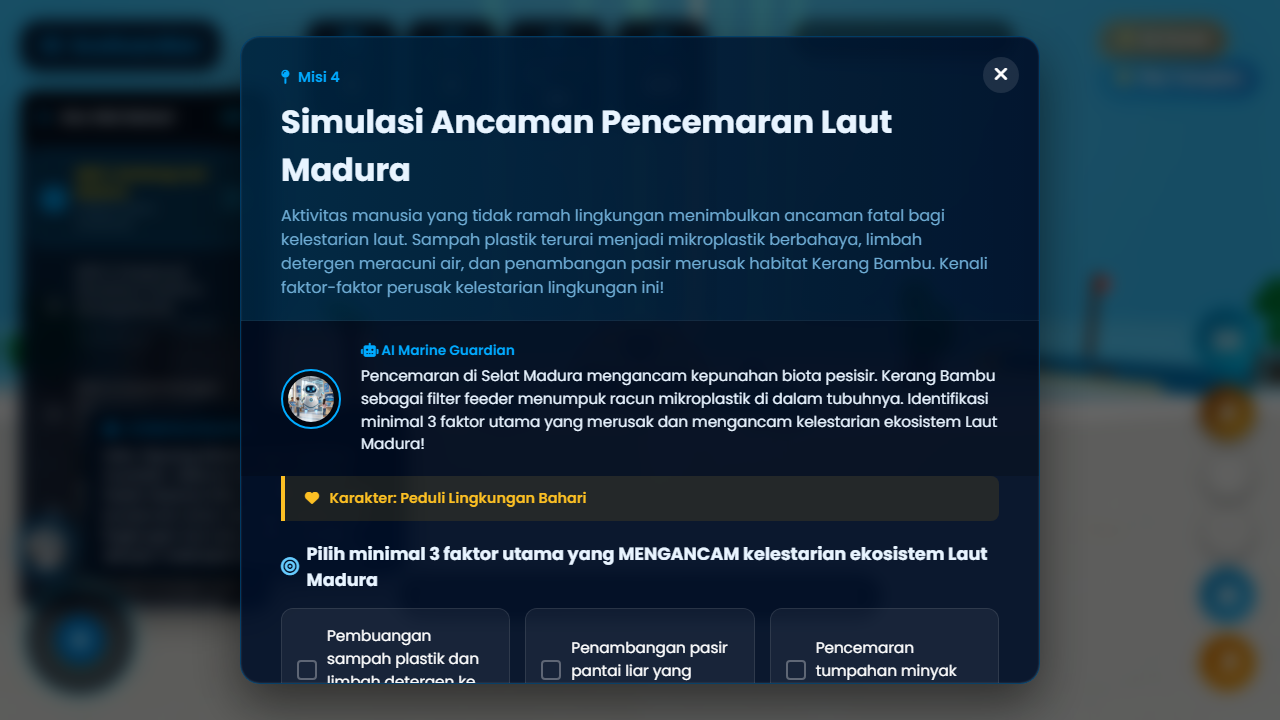 Misi 4
Simulasi Ancaman Pencemaran Laut
Madura
Aktivitas manusia yang tidak ramah lingkungan menimbulkan ancaman fatal bagi
kelestarian laut. Sampah plastik terurai menjadi mikroplastik berbahaya, limbah
detergen meracuni air, dan penambangan pasir merusak habitat Kerang Bambu. Kenali
faktor-faktor perusak kelestarian lingkungan ini!
AI Marine Guardian
Pencemaran di Selat Madura mengancam kepunahan biota pesisir. Kerang Bambu
sebagai filter feeder menumpuk racun mikroplastik di dalam tubuhnya. Identifikasi
minimal 3 faktor utama yang merusak dan mengancam kelestarian ekosistem Laut
Madura!
Karakter: Peduli Lingkungan Bahari
Pilih minimal 3 faktor utama yang MENGANCAM kelestarian ekosistem Laut
Madura
Pembuangan
sampah plastik dan
limbah detergen ke
Penambangan pasir
pantai liar yang
Pencemaran
tumpahan minyak